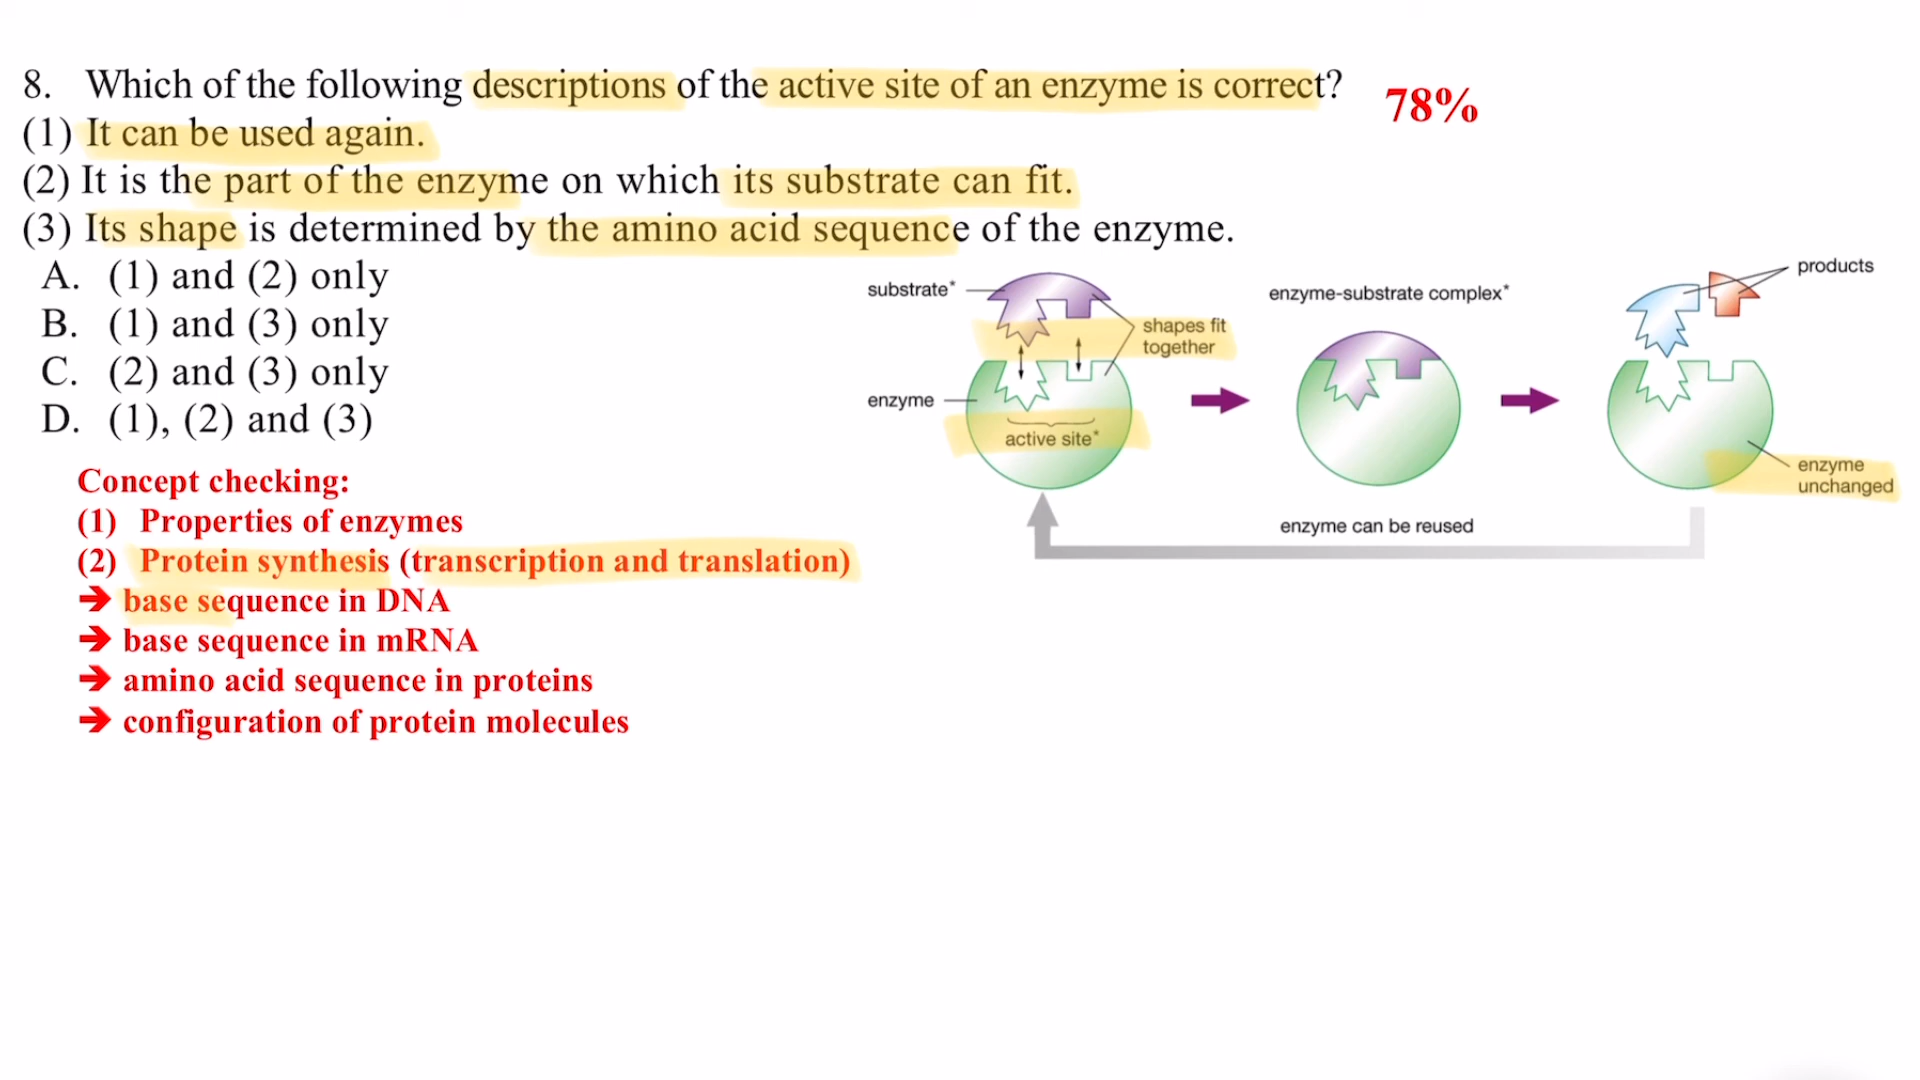 8. Which of the following descriptions of the active site of an enzyme is correct?
78%
(1) It can be used again.
(2) It is the part of the enzyme on which its substrate can fit.
(3) Its shape is determined by the amino acid sequence of the enzyme.
A. (1) and (2) only
B. (1) and (3) only
C. (2) and (3) only
D. (1), (2) and (3)
substrate*
shapes fit
together
enzyme
active site*
enzyme-substrate complex*
products
enzyme
unchanged
enzyme can be reused
Concept checking:
(1) Properties of enzymes
(2) Protein synthesis (transcription and translation)
➔ base sequence in DNA
➔ base sequence in mRNA
➔ amino acid sequence in proteins
➔ configuration of protein molecules